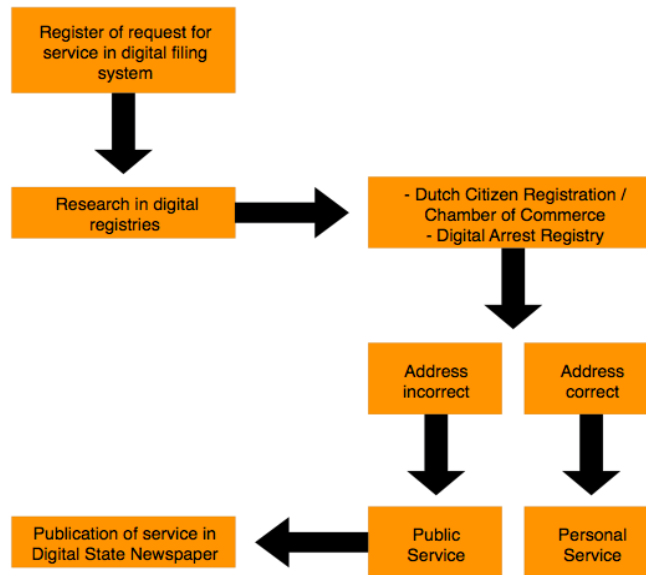 Register of request for
service in digital filing
system
Research in digital
registries
- Dutch Citizen Registration /
Chamber of Commerce
- Digital Arrest Registry
Address
incorrect
Address
correct
Public
Service
Personal
Service
Publication of service in
Digital State Newspaper